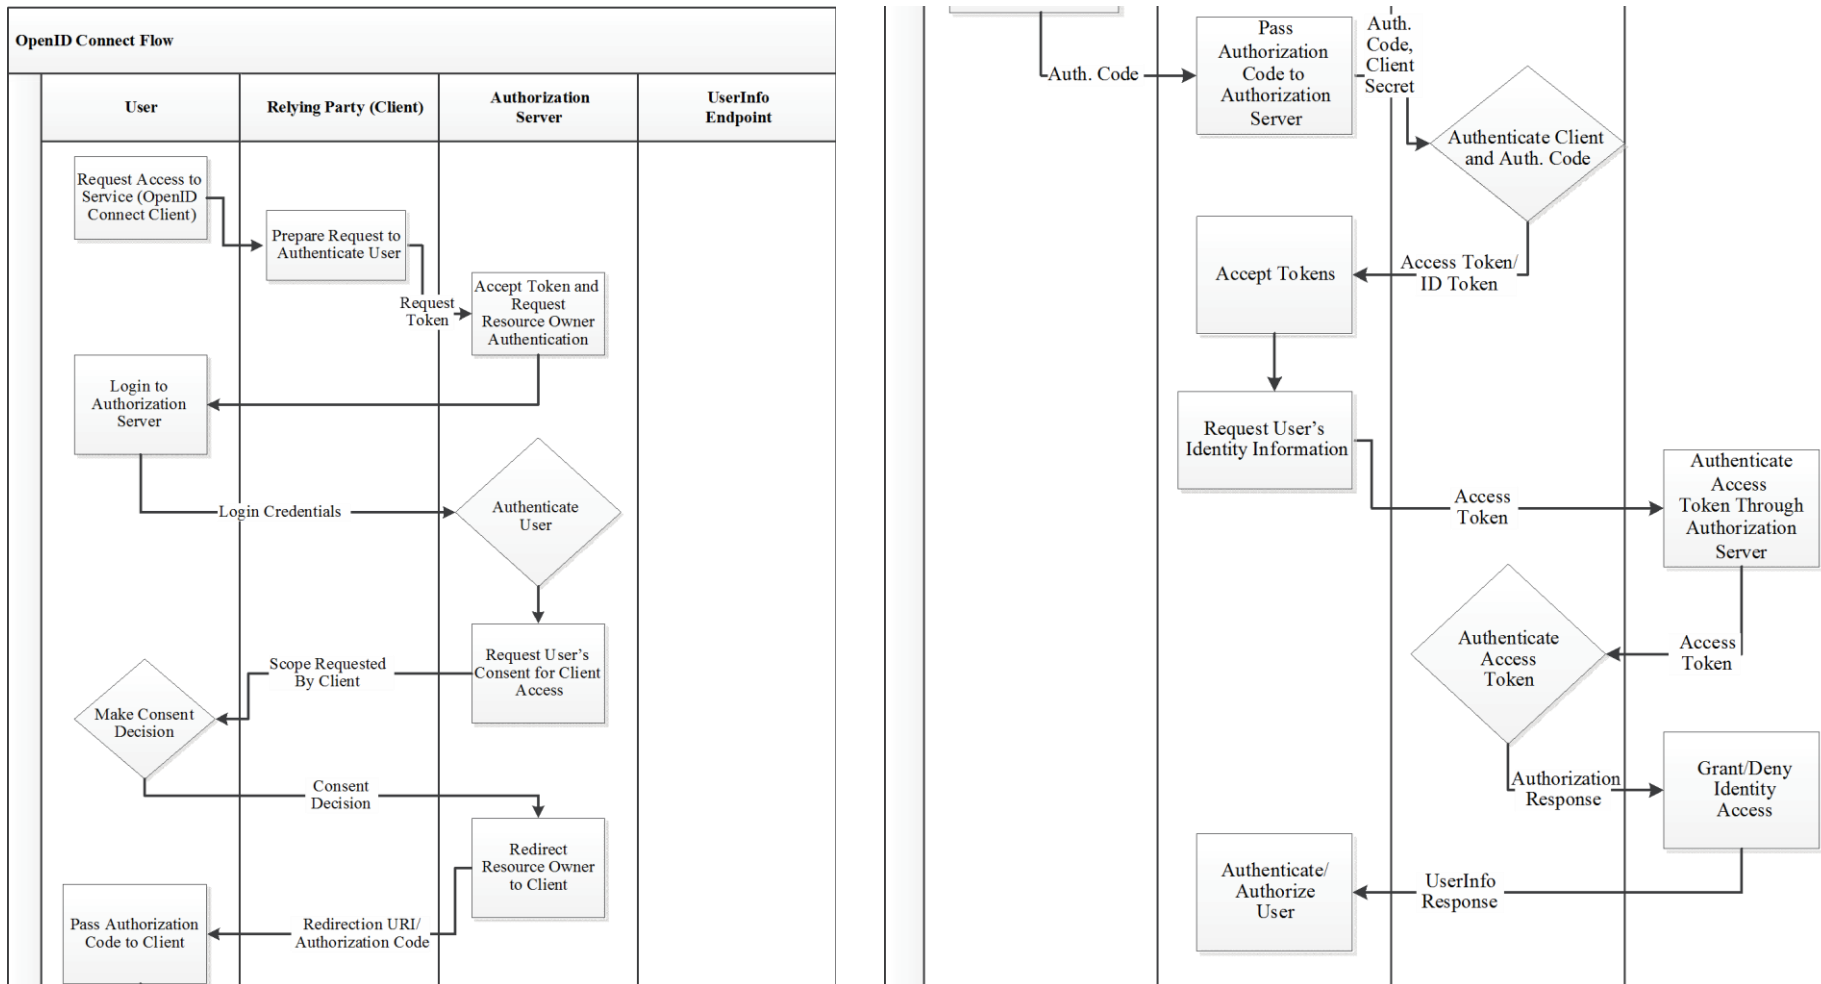 OpenID Connect Flow
User
Relying Party (Client)
Authorization
Server
UserInfo
Endpoint
Request Access to
Service (OpenID
Connect Client)
Prepare Request to
Authenticate User
Request
Token
Accept Token and
Request
Resource Owner
Authentication
Login to
Authorization
Server
Login Credentials
Authenticate
User
Request User's
Consent for Client
Access
Scope Requested
By Client
Make Consent
Decision
Consent
Decision
Redirect
Resource Owner
to Client
Redirection URI/
Authorization Code
Pass Authorization
Code to Client
Auth. Code
Pass
Authorization
Code to
Authorization
Server
Auth.
Code,
Client
Secret
Authenticate Client
and Auth. Code
Access Token/
ID Token
Accept Tokens
Request User's
Identity Information
Access
Token
Authenticate
Access
Token Through
Authorization
Server
Access
Token
Authenticate
Access
Token
Authorization
Response
Grant/Deny
Identity
Access
UserInfo
Response
Authenticate/
Authorize
User